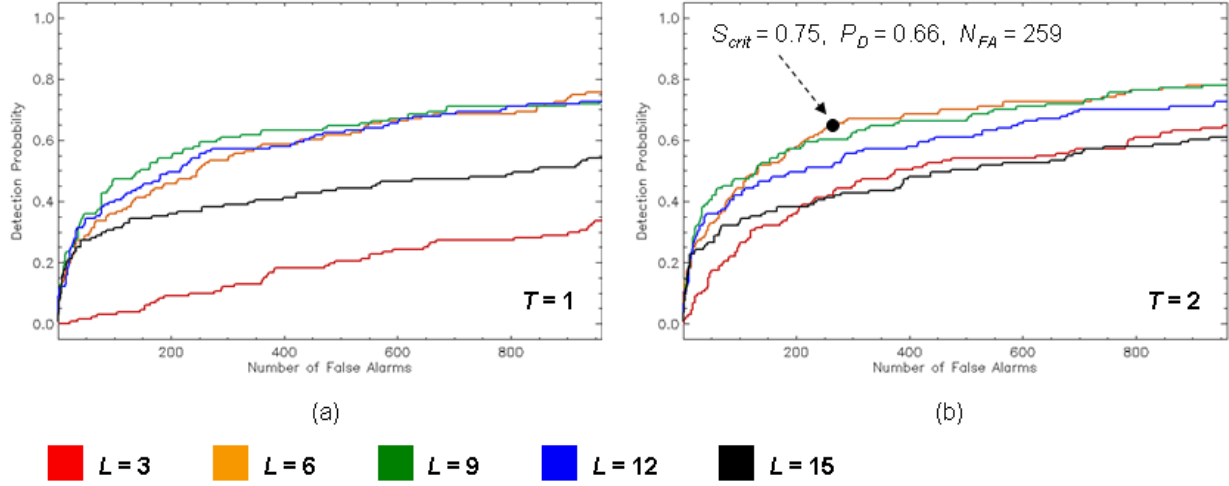 1.0
0.8
0.6
0.4
0.2
0.0
Detection Probability
200 400 600 800
Number of False Alarms
T = 1
(a)
1.0
0.8
0.6
0.4
0.2
0.0
Detection Probability
S_crit = 0.75, P_D = 0.66, N_FA = 259
200 400 600 800
Number of False Alarms
T = 2
(b)
L = 3 L = 6 L = 9 L = 12 L = 15